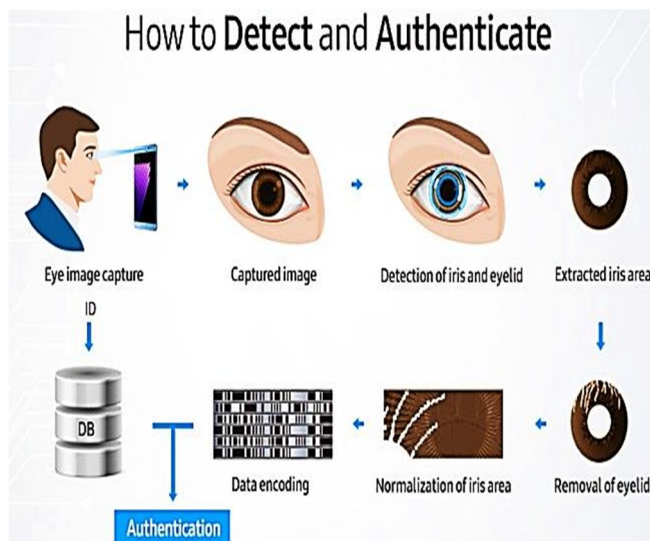 How to Detect and Authenticate
Eye image capture
Captured image
Detection of iris and eyelid
Extracted iris area
ID
DB
Data encoding
Normalization of iris area
Removal of eyelid
Authentication